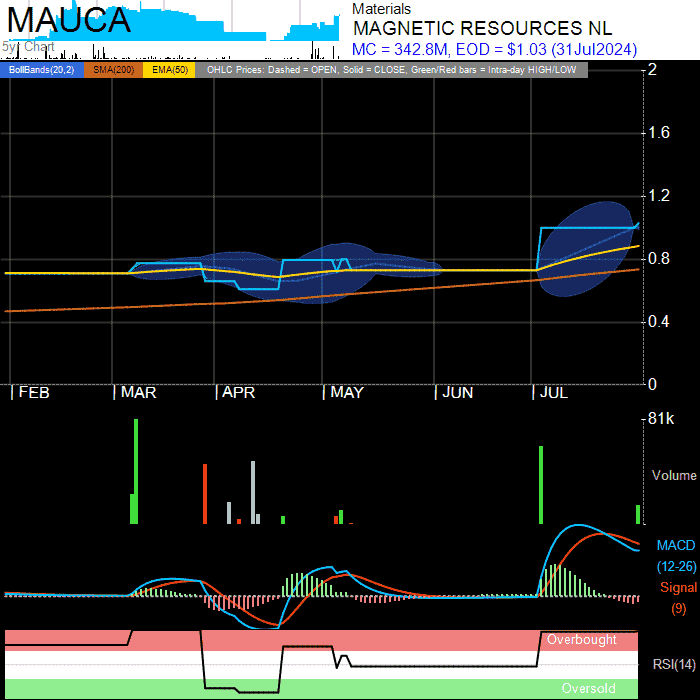 MAUCA
5yr Chart
Materials
MAGNETIC RESOURCES NL
MC = 342.8M, EOD = $1.03 (31Jul2024)
BollBands(20,2) SMA(200) EMA(50) OHLC Prices: Dashed = OPEN, Solid = CLOSE, Green/Red bars = Intra-day HIGH/LOW
2
1.6
1.2
0.8
0.4
0
| FEB | MAR | APR | MAY | JUN | JUL
81k
Volume
MACD
(12-26)
Signal
(9)
Overbought
RSI(14)
Oversold